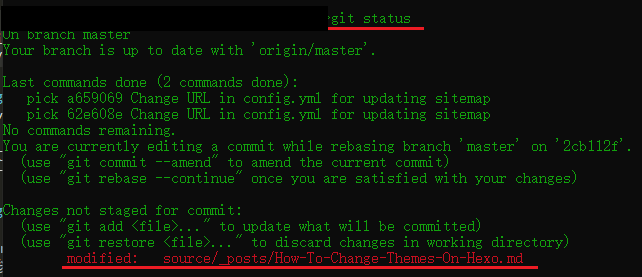 git status
On branch master
Your branch is up to date with 'origin/master'.
Last commands done (2 commands done):
pick a659069 Change URL in config.yml for updating sitemap
pick 62e608e Change URL in config.yml for updating sitemap
No commands remaining.
You are currently editing a commit while rebasing branch 'master' on '2cb112f'.
(use "git commit --amend" to amend the current commit)
(use "git rebase --continue" once you are satisfied with your changes)
Changes not staged for commit:
(use "git add <file>..." to update what will be committed)
(use "git restore <file>..." to discard changes in working directory)
modified: source/_posts/How-To-Change-Themes-On-Hexo.md